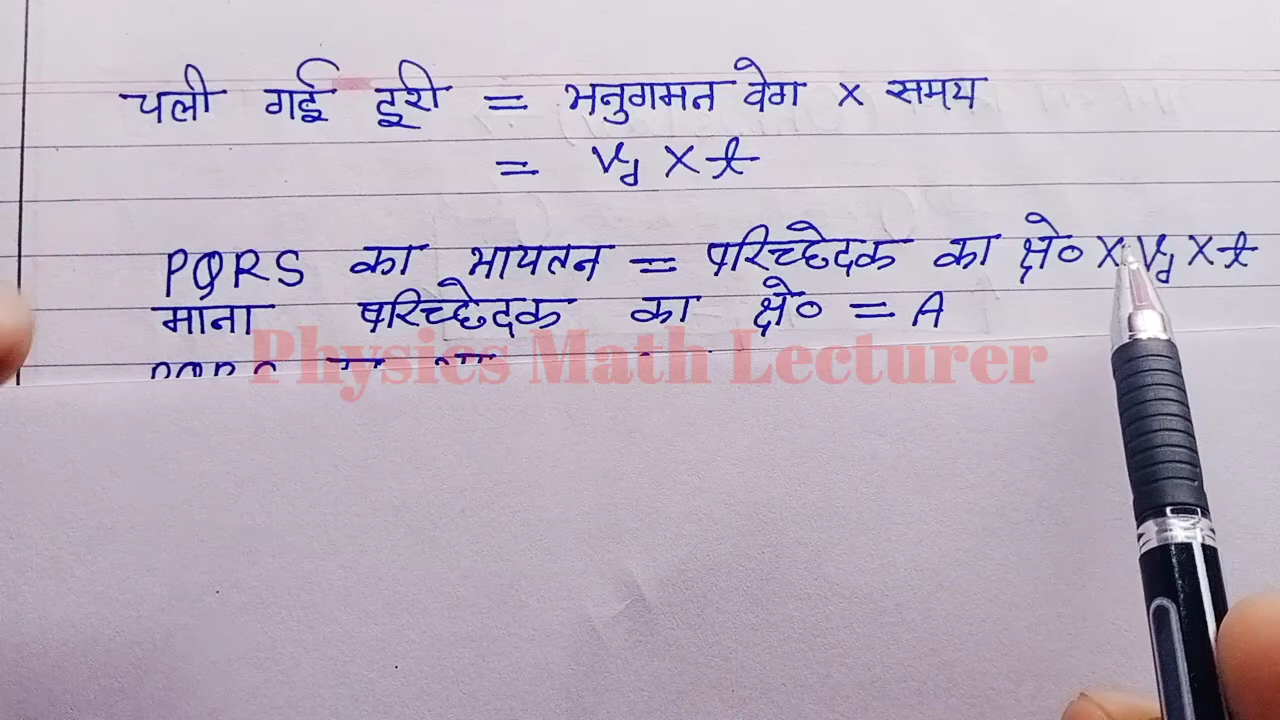 चली गई दूरी = अनुगमन वेग × समय
= Vd × t
PQRS का आयतन = परिच्छेदक का क्षे० × Vd × t
माना परिच्छेदक का क्षे० = A
Physics Math Lecturer